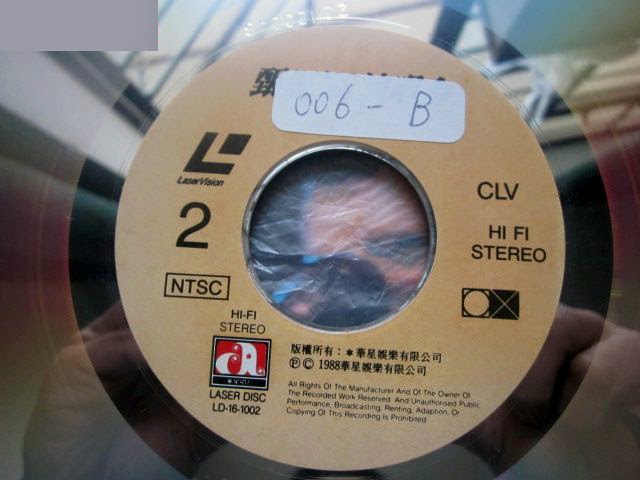 甄
006 - B
LaserVision
2
NTSC
CLV
HI FI
STEREO
HI-FI
STEREO
a
LASER DISC
LD-16-1002
版權所有：＊華星娛樂有限公司
Ⓟ © 1988華星娛樂有限公司
All Rights Of The Manufacturer And Of The Owner Of
The Recorded Work Reserved And Unauthorised Public
Performance, Broadcasting, Renting, Adaption, Or
Copying Of This Recording Is Prohibited